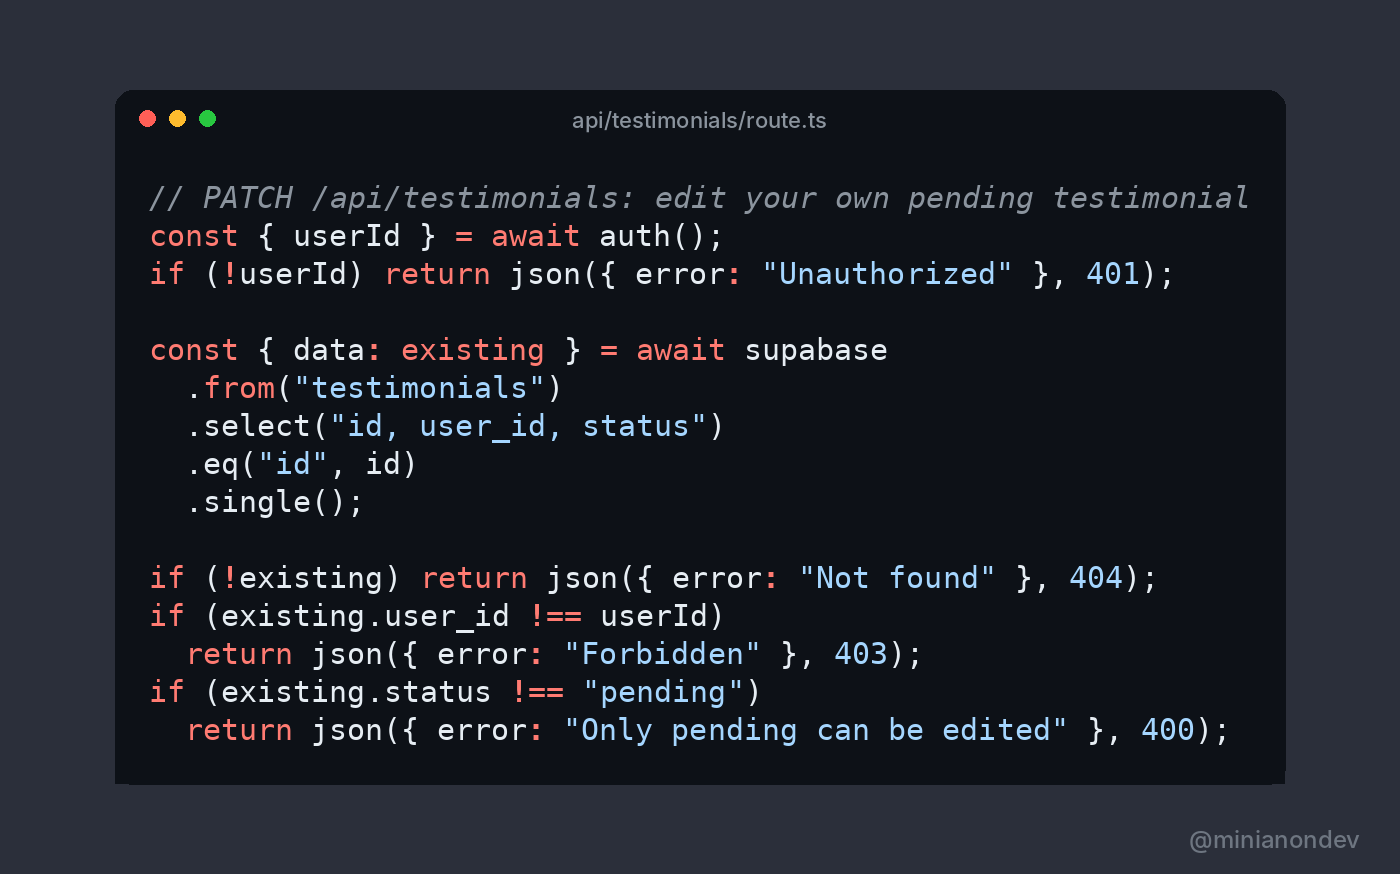 api/testimonials/route.ts
// PATCH /api/testimonials: edit your own pending testimonial
const { userId } = await auth();
if (!userId) return json({ error: "Unauthorized" }, 401);
const { data: existing } = await supabase
  .from("testimonials")
  .select("id, user_id, status")
  .eq("id", id)
  .single();
if (!existing) return json({ error: "Not found" }, 404);
if (existing.user_id !== userId)
  return json({ error: "Forbidden" }, 403);
if (existing.status !== "pending")
  return json({ error: "Only pending can be edited" }, 400);
@minianondev